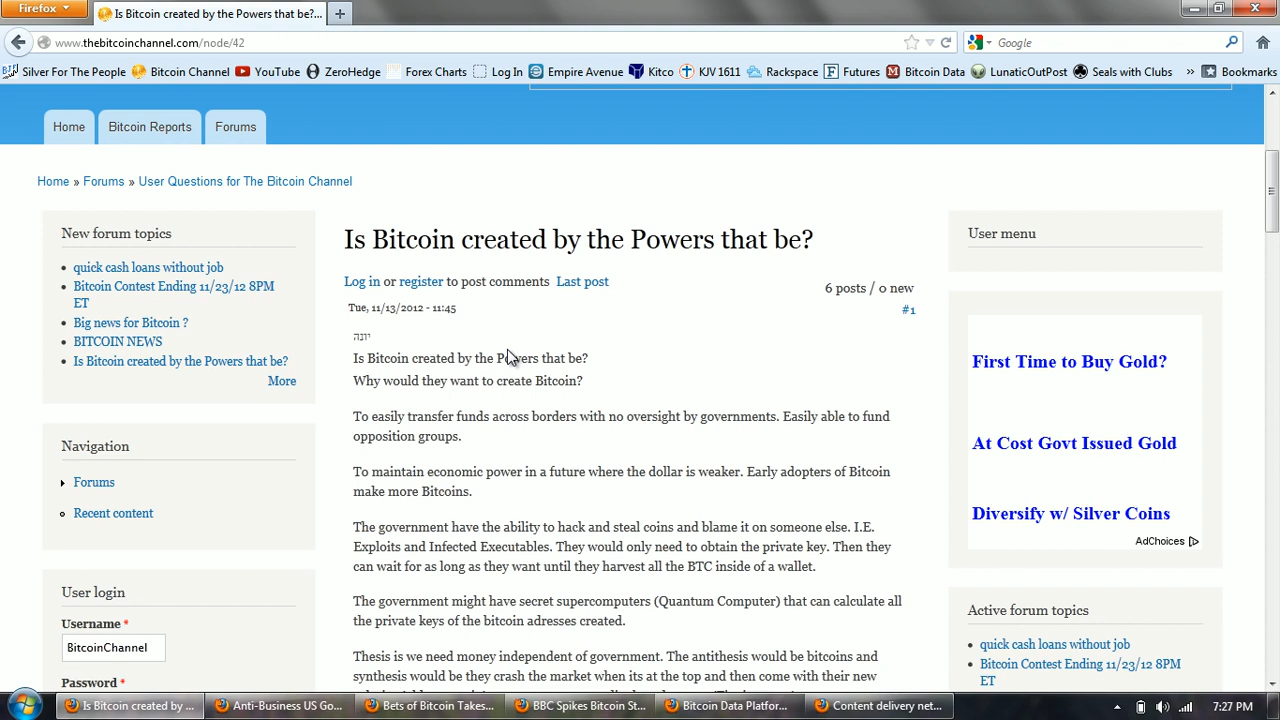 Firefox
Is Bitcoin created by the Powers that be?...
www.thebitcoinchannel.com/node/42
Google
Silver For The People
Bitcoin Channel
YouTube
ZeroHedge
Forex Charts
Log In
Empire Avenue
Kitco
KJV 1611
Rackspace
Futures
Bitcoin Data
LunaticOutPost
Seals with Clubs
»
Bookmarks
Home
Bitcoin Reports
Forums
Home » Forums » User Questions for The Bitcoin Channel
New forum topics
quick cash loans without job
Bitcoin Contest Ending 11/23/12 8PM
ET
Big news for Bitcoin ?
BITCOIN NEWS
Is Bitcoin created by the Powers that be?
More
Navigation
Forums
Recent content
User login
Username *
BitcoinChannel
Password *
Is Bitcoin created by the Powers that be?
Log in or register to post comments Last post
6 posts / 0 new
Tue, 11/13/2012 - 11:45
#1
יונה
Is Bitcoin created by the Powers that be?
Why would they want to create Bitcoin?
To easily transfer funds across borders with no oversight by governments. Easily able to fund
opposition groups.
To maintain economic power in a future where the dollar is weaker. Early adopters of Bitcoin
make more Bitcoins.
The government have the ability to hack and steal coins and blame it on someone else. I.E.
Exploits and Infected Executables. They would only need to obtain the private key. Then they
can wait for as long as they want until they harvest all the BTC inside of a wallet.
The government might have secret supercomputers (Quantum Computer) that can calculate all
the private keys of the bitcoin adresses created.
Thesis is we need money independent of government. The antithesis would be bitcoins and
synthesis would be they crash the market when its at the top and then come with their new
User menu
First Time to Buy Gold?
At Cost Govt Issued Gold
Diversify w/ Silver Coins
AdChoices
Active forum topics
quick cash loans without job
Bitcoin Contest Ending 11/23/12 8PM
ET
Is Bitcoin created by ...
Anti-Business US Go...
Bets of Bitcoin Takes...
BBC Spikes Bitcoin St...
Bitcoin Data Platfor...
Content delivery net...
7:27 PM